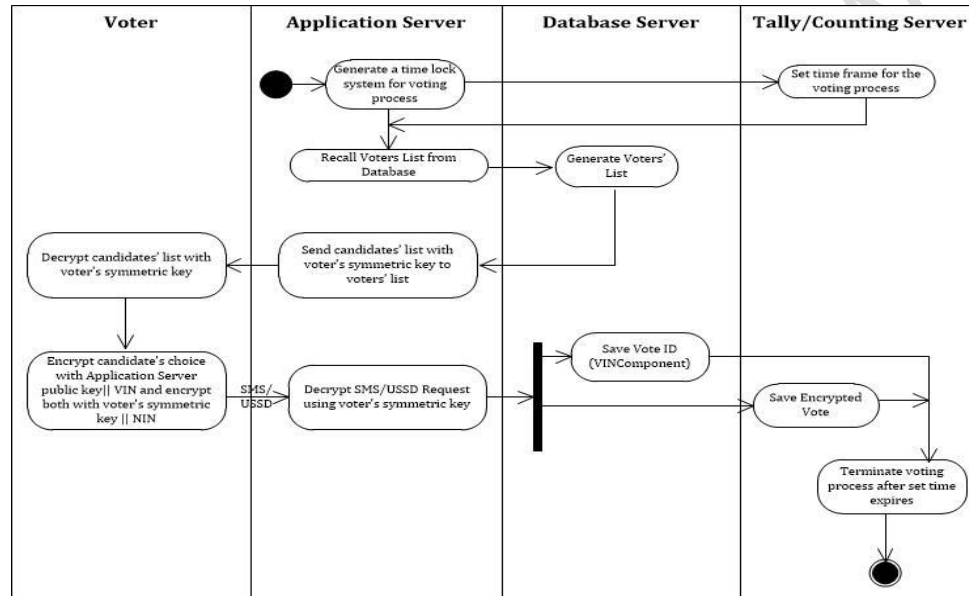 Voter
Application Server
Database Server
Tally/Counting Server
Generate a time lock
system for voting
process
Set time frame for the
voting process
Recall Voters List from
Database
Generate Voters'
List
Decrypt candidates' list with
voter's symmetric key
Send candidates' list with
voter's symmetric key to
voters' list
Encrypt candidate's choice
with Application Server
public key|| VIN and encrypt
both with voter's symmetric
key || NIN
SMS/
USSD
Decrypt SMS/USSD Request
using voter's symmetric key
Save Vote ID
(VINComponent)
Save Encrypted
Vote
Terminate voting
process after set time
expires